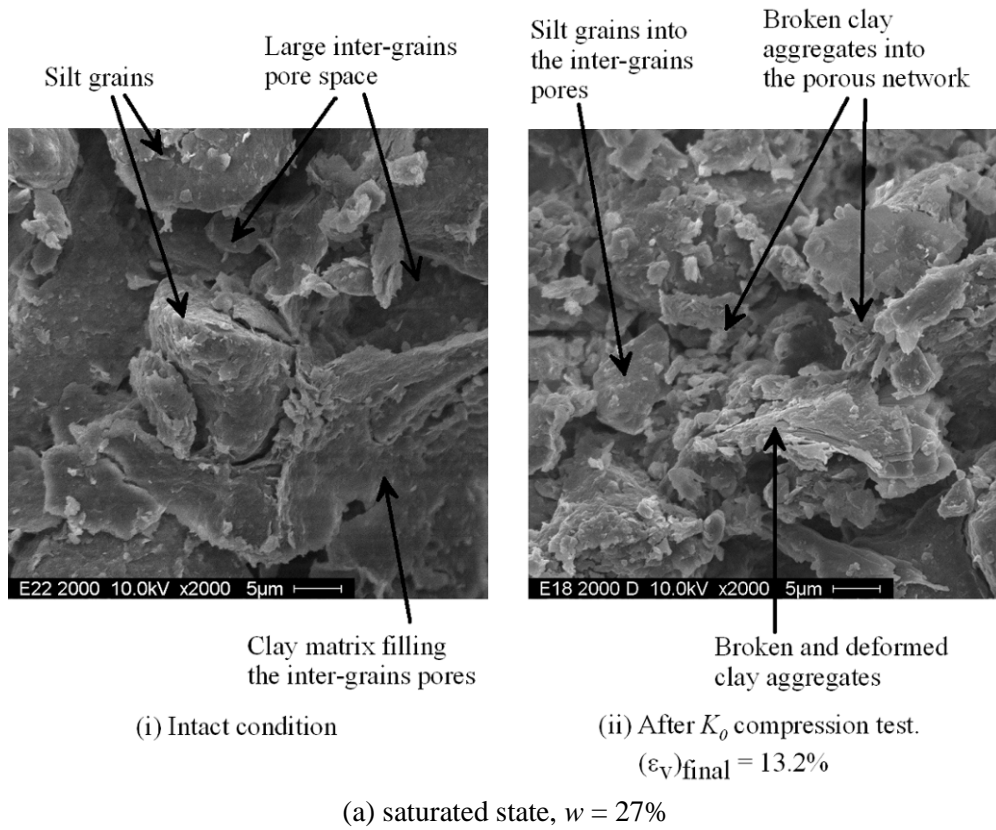 Silt grains
Large inter-grains
pore space
Silt grains into
the inter-grains
pores
Broken clay
aggregates into
the porous network
E22 2000 10.0kV x2000 5µm
E18 2000 D 10.0kV x2000 5µm
Clay matrix filling
the inter-grains pores
Broken and deformed
clay aggregates
(i) Intact condition
(ii) After K₀ compression test.
(εᵥ)final = 13.2%
(a) saturated state, w = 27%